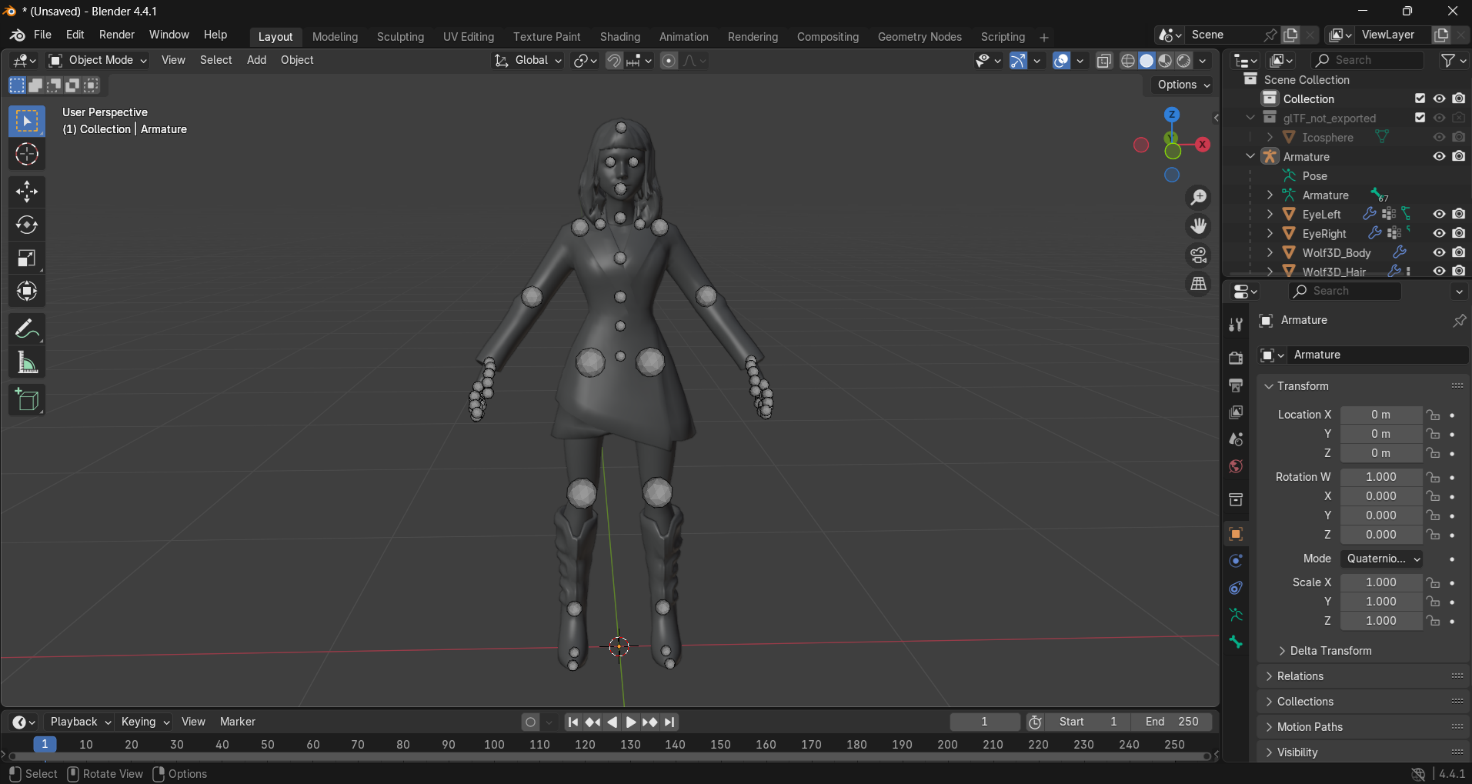 * (Unsaved) - Blender 4.4.1
File Edit Render Window Help Layout Modeling Sculpting UV Editing Texture Paint Shading Animation Rendering Compositing Geometry Nodes Scripting + Scene ViewLayer
Object Mode View Select Add Object Global Search
Options
Scene Collection
Collection
glTF_not_exported
Icosphere
Armature
Pose
Armature 67
EyeLeft
EyeRight
Wolf3D_Body
Wolf3D_Hair
User Perspective
(1) Collection | Armature
Z
Y
X
Search
Armature
Armature
Transform
Location X 0 m
Y 0 m
Z 0 m
Rotation W 1.000
X 0.000
Y 0.000
Z 0.000
Mode Quaternio...
Scale X 1.000
Y 1.000
Z 1.000
Delta Transform
Relations
Collections
Motion Paths
Visibility
Playback Keying View Marker 1 Start 1 End 250
1 10 20 30 40 50 60 70 80 90 100 110 120 130 140 150 160 170 180 190 200 210 220 230 240 250
Select Rotate View Options 4.4.1